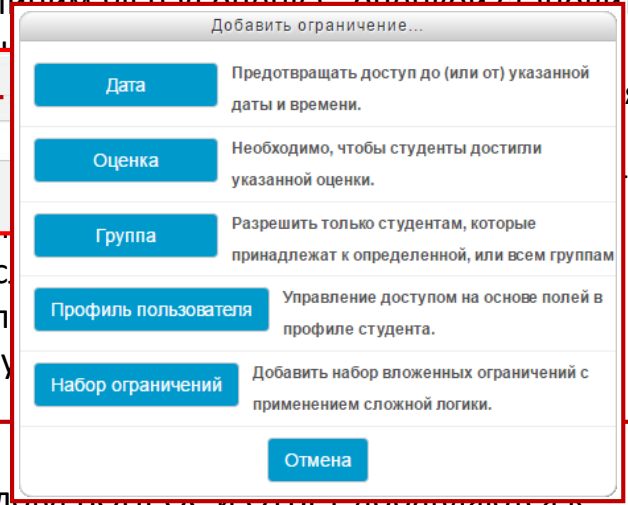 Добавить ограничение...
Дата
Предотвращать доступ до (или от) указанной
даты и времени.
Оценка
Необходимо, чтобы студенты достигли
указанной оценки.
Группа
Разрешить только студентам, которые
принадлежат к определенной, или всем группам
Профиль пользователя
Управление доступом на основе полей в
профиле студента.
Набор ограничений
Добавить набор вложенных ограничений с
применением сложной логики.
Отмена